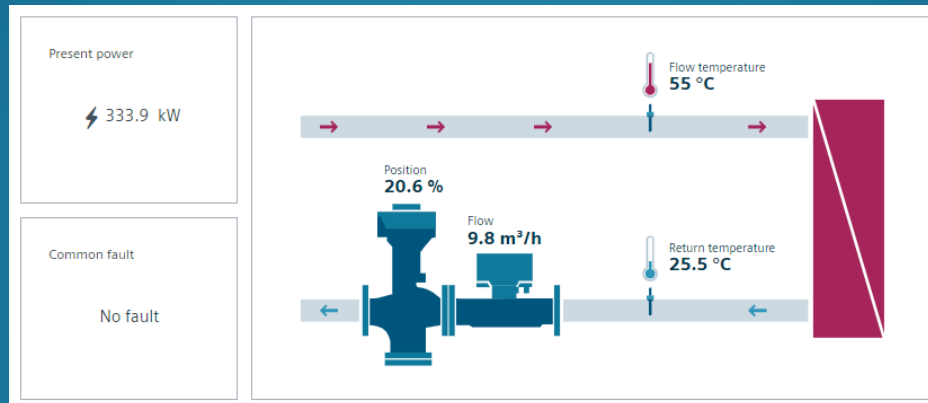 Present power
333.9 kW
Common fault
No fault
Flow temperature
55 °C
Position
20.6 %
Flow
9.8 m³/h
Return temperature
25.5 °C